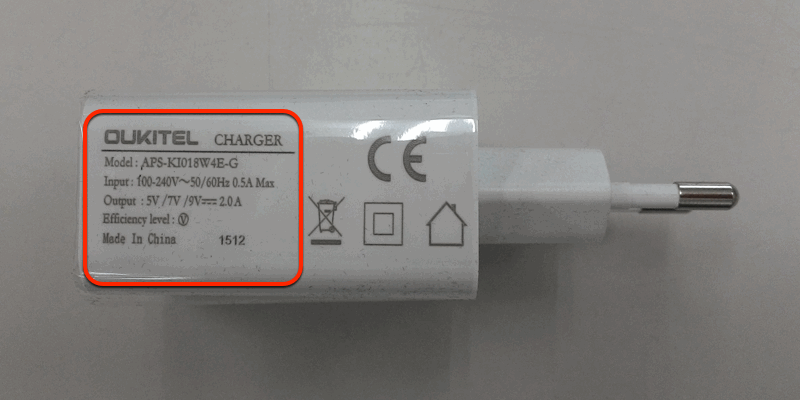 OUKITEL CHARGER
Model : APS-KI018W4E-G
Input : 100-240V～50/60Hz 0.5A Max
Output : 5V /7V /9V⎓ 2.0A
Efficiency level : Ⓥ
Made In China 1512
CE